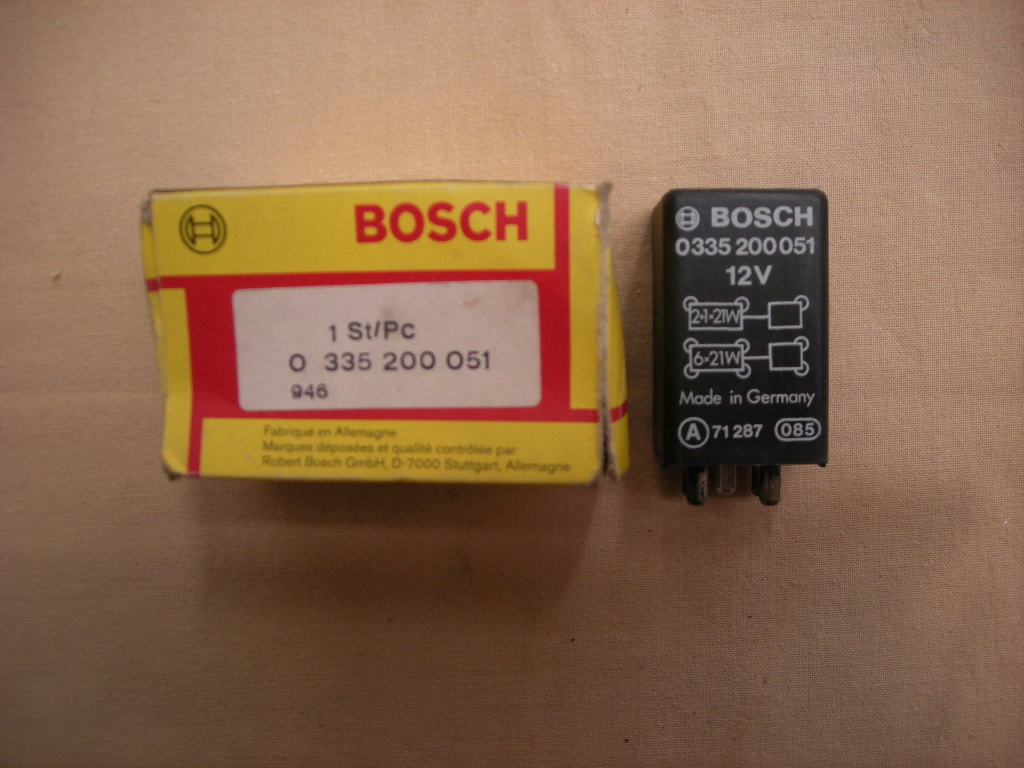 BOSCH
1 St/Pc
0 335 200 051
946
Fabriqué en Allemagne
Marques déposées et qualité contrôlée par
Robert Bosch GmbH, D-7000 Stuttgart, Allemagne
BOSCH
0335 200 051
12V
2+1×21W
6×21W
Made in Germany
A 71 287 085